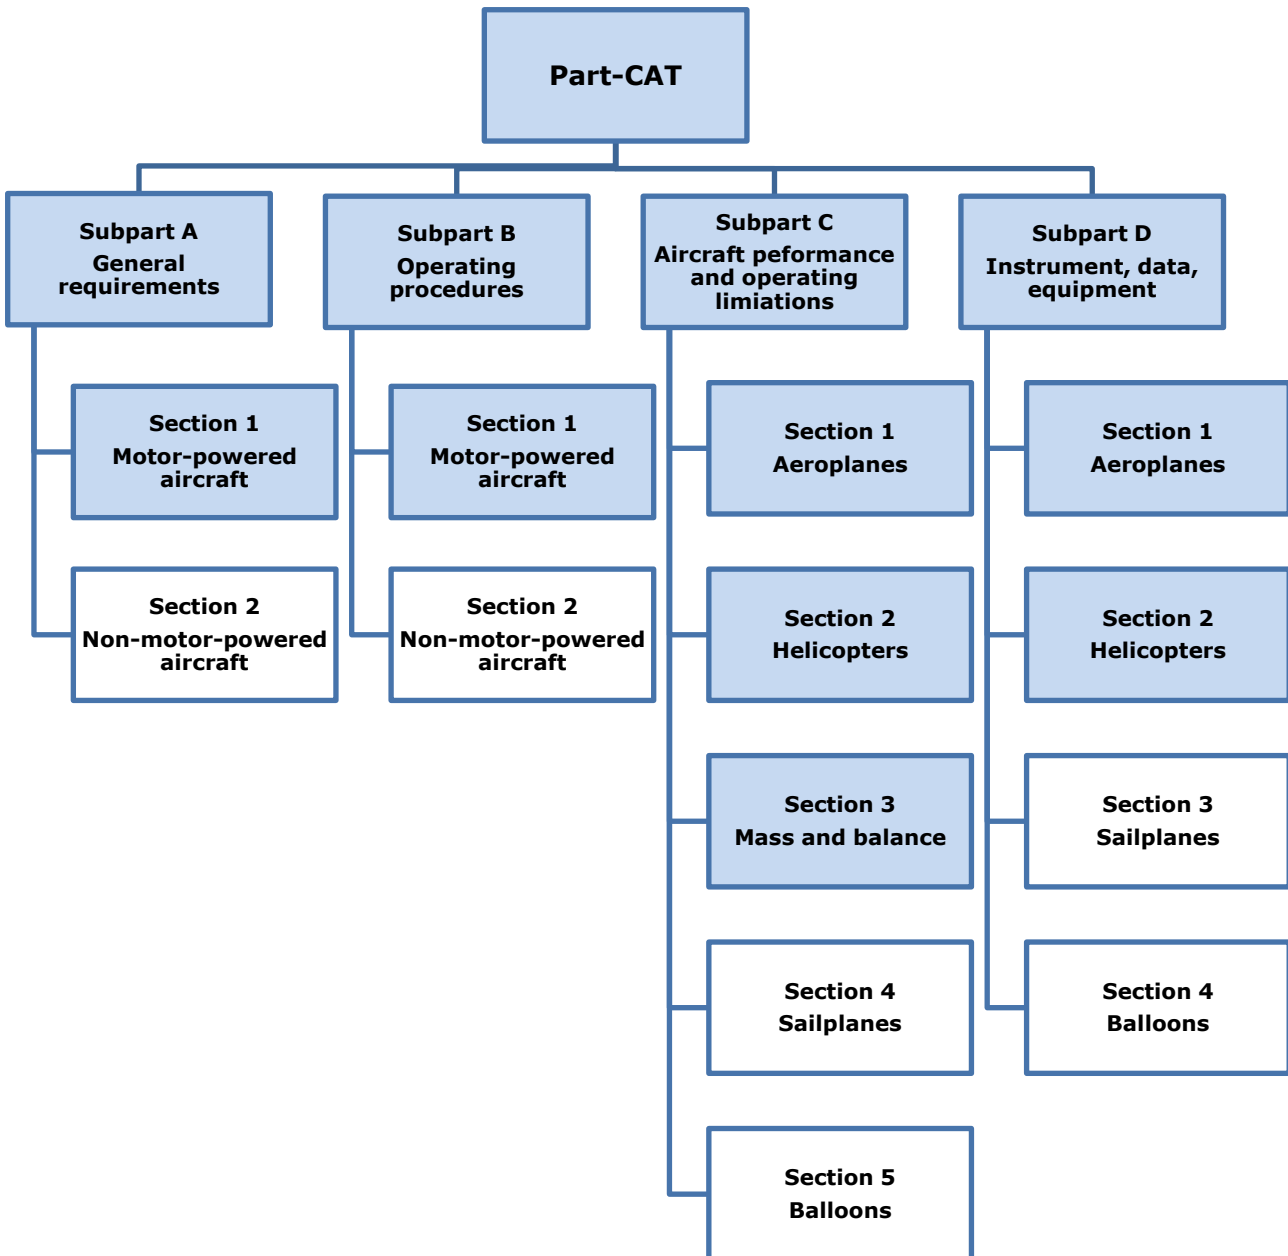 Part-CAT
Subpart A
General
requirements
Section 1
Motor-powered
aircraft
Section 2
Non-motor-powered
aircraft
Subpart B
Operating
procedures
Section 1
Motor-powered
aircraft
Section 2
Non-motor-powered
aircraft
Subpart C
Aircraft peformance
and operating
limiations
Section 1
Aeroplanes
Section 2
Helicopters
Section 3
Mass and balance
Section 4
Sailplanes
Section 5
Balloons
Subpart D
Instrument, data,
equipment
Section 1
Aeroplanes
Section 2
Helicopters
Section 3
Sailplanes
Section 4
Balloons